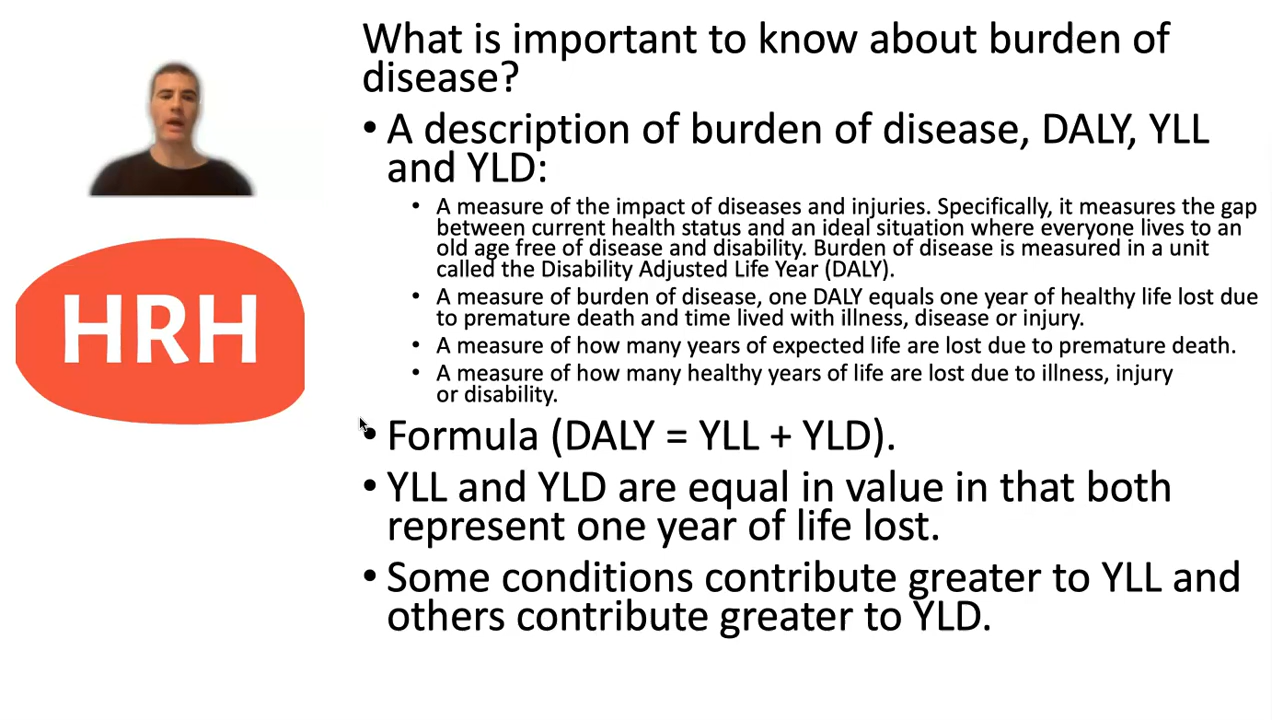 What is important to know about burden of
disease?
• A description of burden of disease, DALY, YLL
and YLD:
• A measure of the impact of diseases and injuries. Specifically, it measures the gap
between current health status and an ideal situation where everyone lives to an
old age free of disease and disability. Burden of disease is measured in a unit
called the Disability Adjusted Life Year (DALY).
• A measure of burden of disease, one DALY equals one year of healthy life lost due
to premature death and time lived with illness, disease or injury.
• A measure of how many years of expected life are lost due to premature death.
• A measure of how many healthy years of life are lost due to illness, injury
or disability.
• Formula (DALY = YLL + YLD).
• YLL and YLD are equal in value in that both
represent one year of life lost.
• Some conditions contribute greater to YLL and
others contribute greater to YLD.
HRH